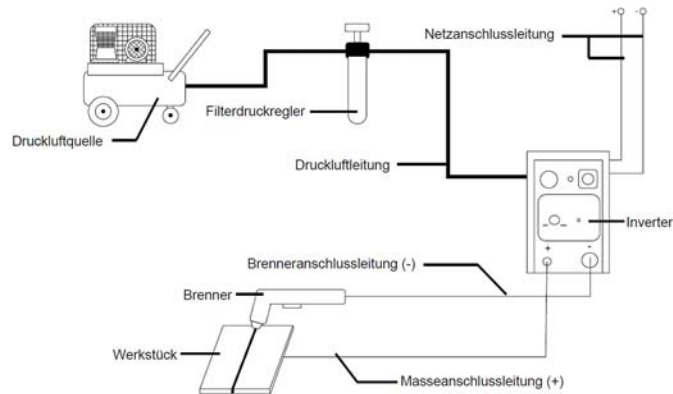 + -
Netzanschlussleitung
Filterdruckregler
Druckluftquelle
Druckluftleitung
Inverter
+ -
Brenneranschlussleitung (-)
Brenner
Werkstück
Masseanschlussleitung (+)